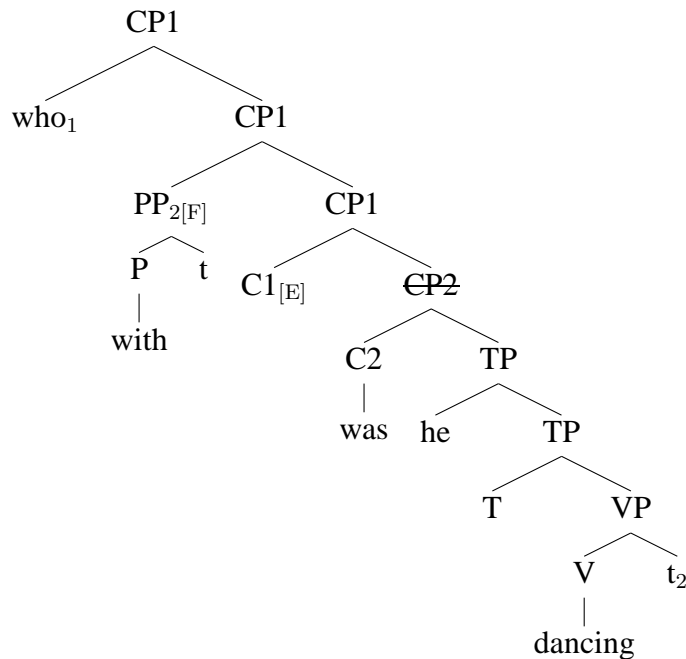 CP1
who₁ CP1
PP₂[F] CP1
P t C1[E] ~~CP2~~
with C2 TP
was he TP
T VP
V t₂
dancing